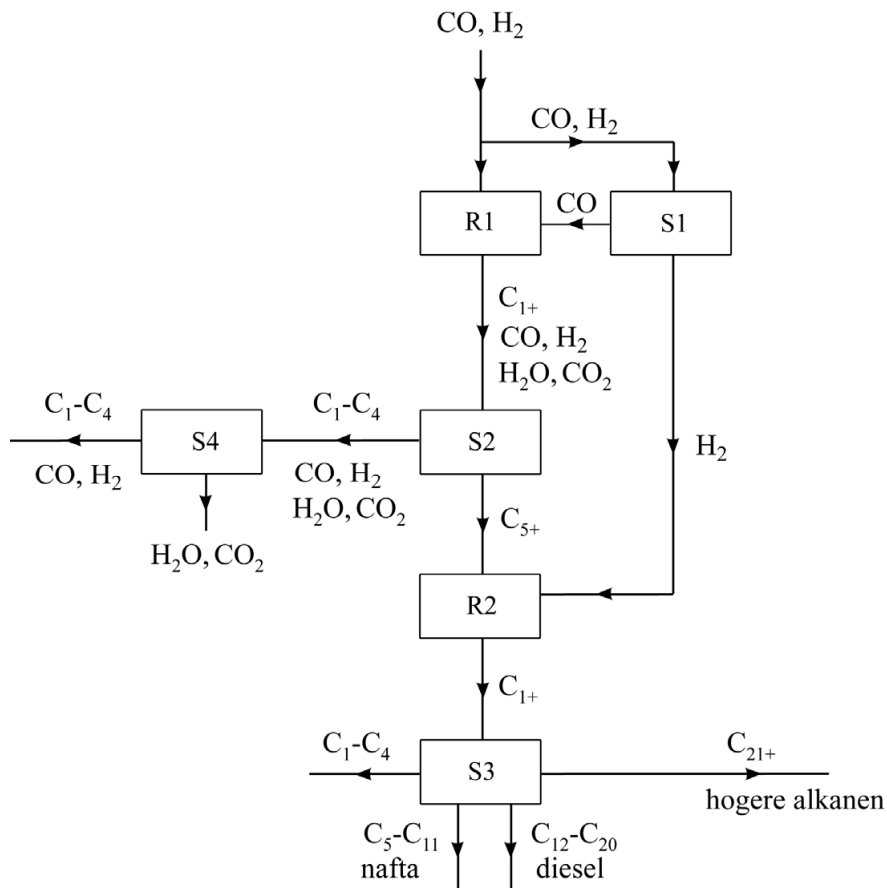 CO, H₂
CO, H₂
R1
CO
S1
C₁₊
CO, H₂
H₂O, CO₂
C₁-C₄
CO, H₂
S4
H₂O, CO₂
C₁-C₄
CO, H₂
H₂O, CO₂
S2
H₂
C₅₊
R2
C₁₊
C₁-C₄
S3
C₂₁₊
hogere alkanen
C₅-C₁₁
nafta
C₁₂-C₂₀
diesel